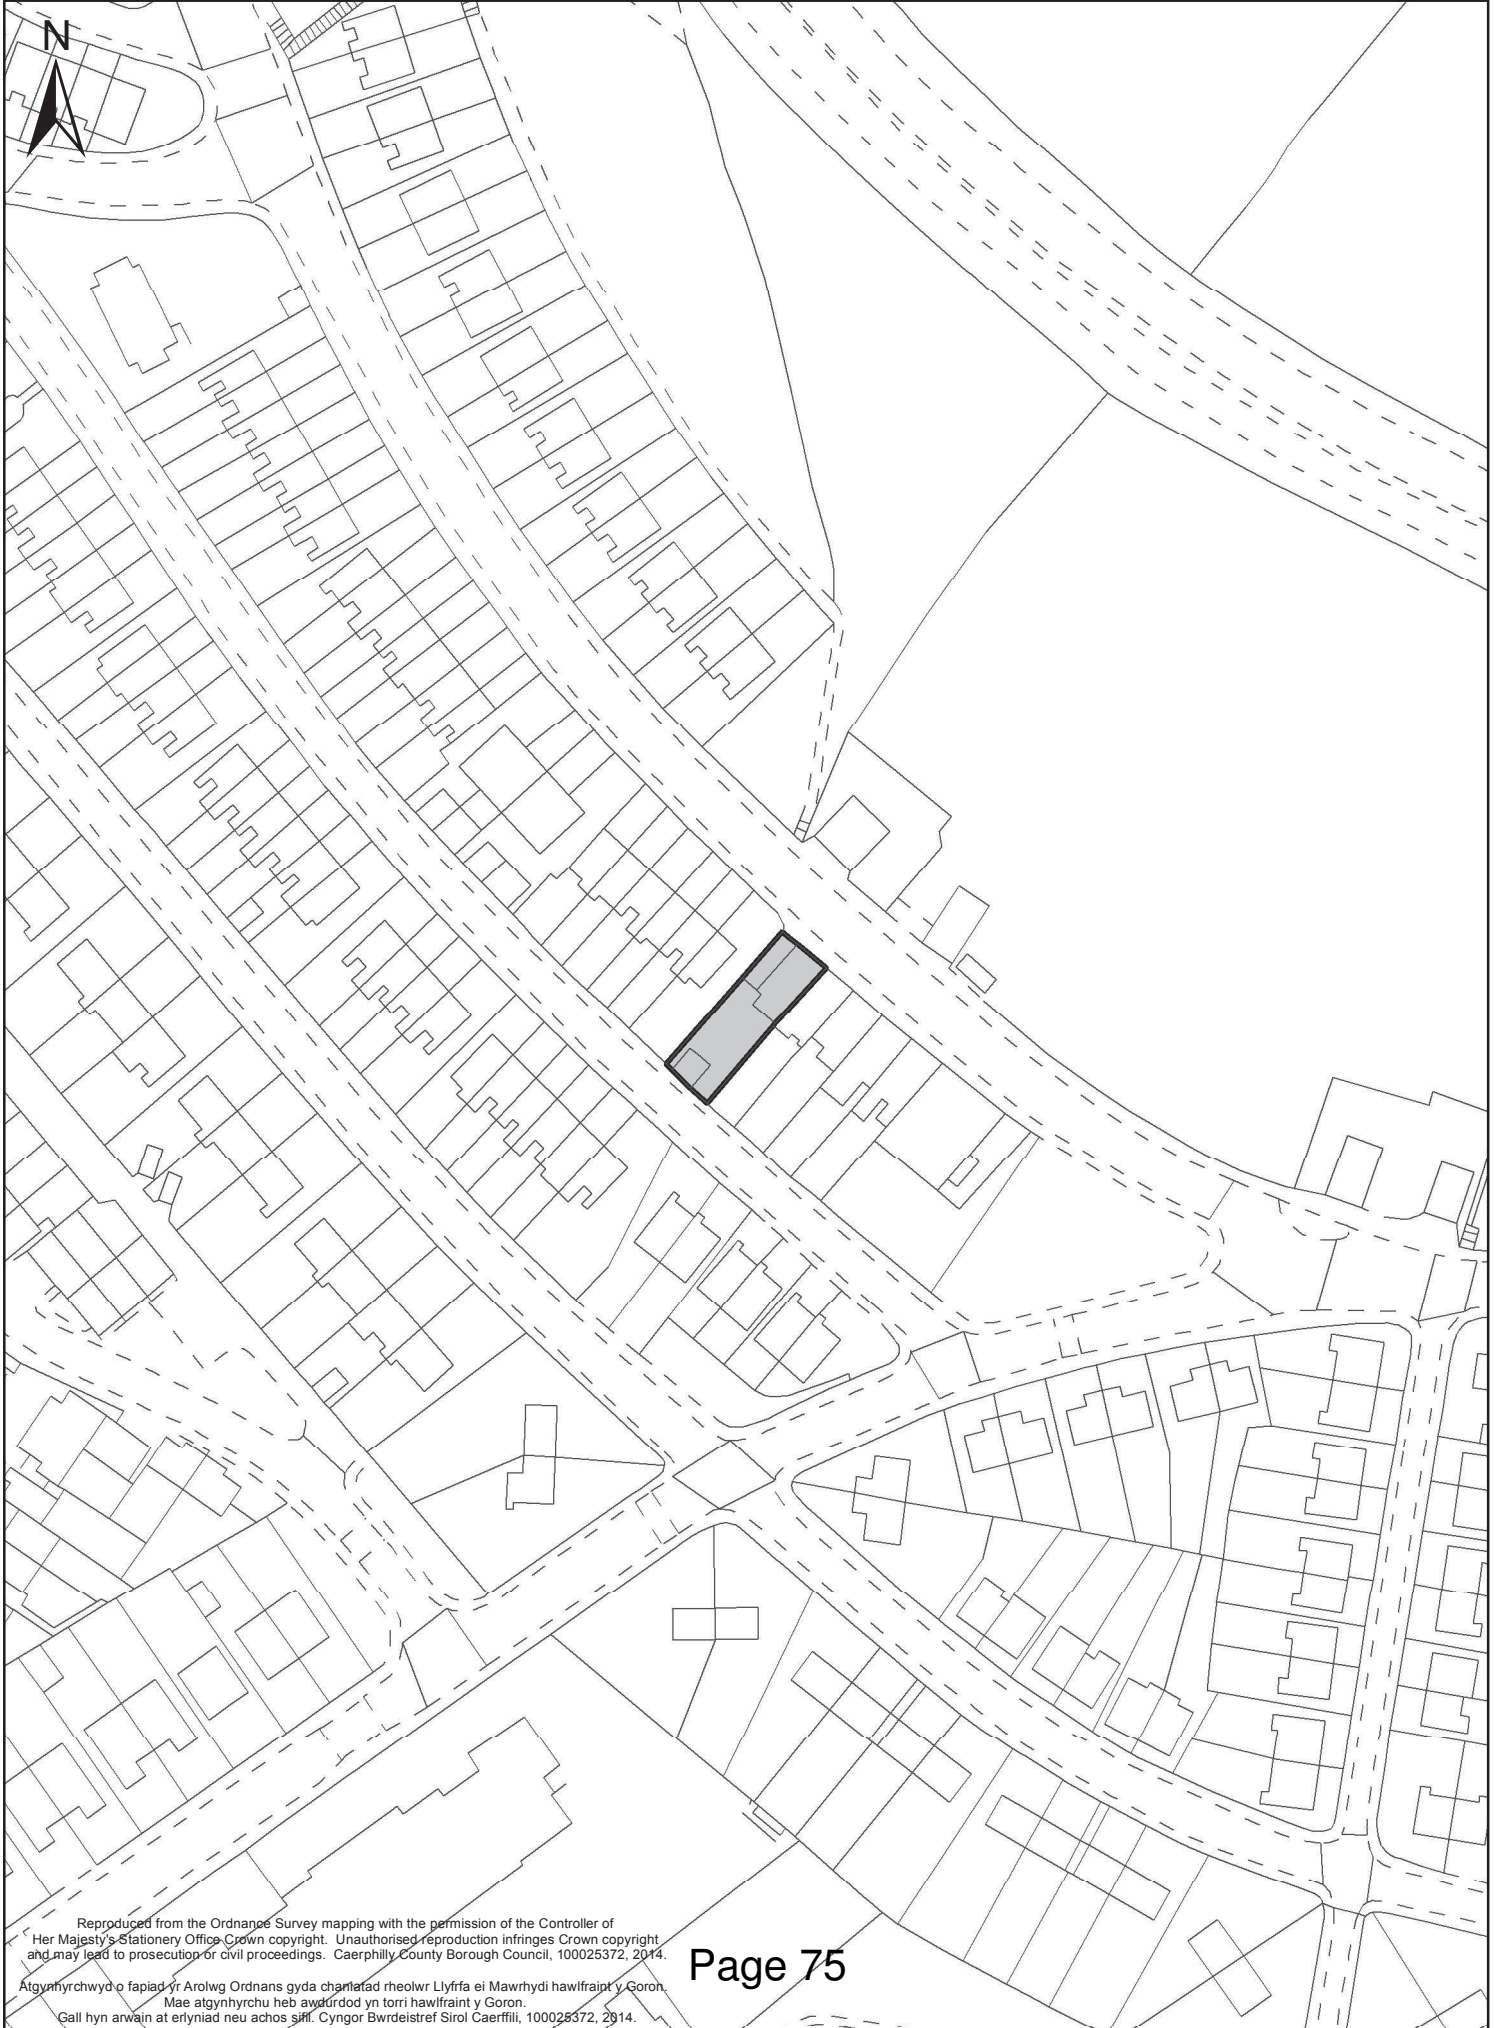 N
Reproduced from the Ordnance Survey mapping with the permission of the Controller of
Her Majesty's Stationery Office Crown copyright. Unauthorised reproduction infringes Crown copyright
and may lead to prosecution or civil proceedings. Caerphilly County Borough Council, 100025372, 2014.
Atgynhyrchwyd o fapiad yr Arolwg Ordnans gyda chaniatad rheolwr Llyfrfa ei Mawrhydi hawlfraint y Goron.
Mae atgynhyrchu heb awdurdod yn torri hawlfraint y Goron.
Gall hyn arwain at erlyniad neu achos sifil. Cyngor Bwrdeistref Sirol Caerffili, 100025372, 2014.
Page 75